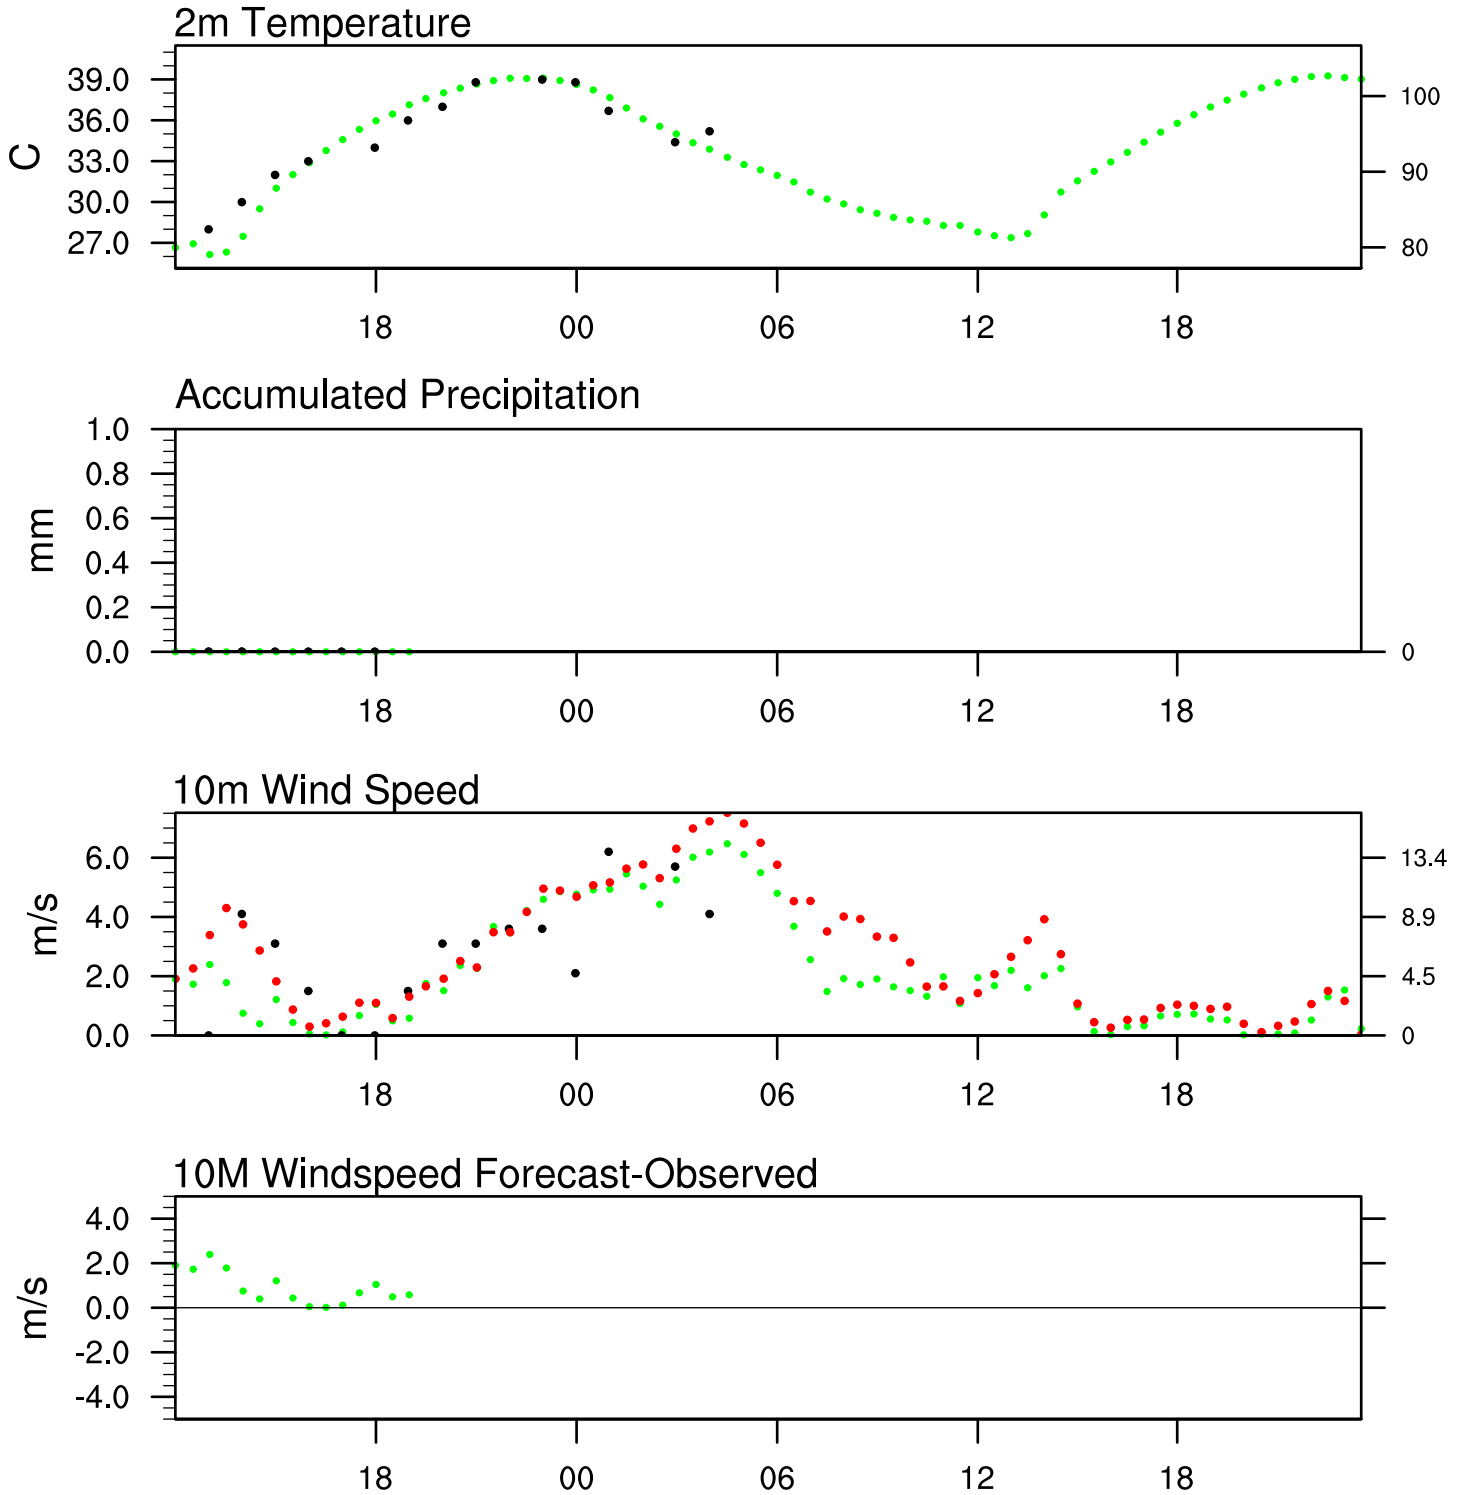 2m Temperature
39.0
36.0
33.0
30.0
27.0
C
100
90
80
18 00 06 12 18
Accumulated Precipitation
1.0
0.8
0.6
0.4
0.2
0.0
mm
0
18 00 06 12 18
10m Wind Speed
6.0
4.0
2.0
0.0
m/s
13.4
8.9
4.5
0
18 00 06 12 18
10M Windspeed Forecast-Observed
4.0
2.0
0.0
-2.0
-4.0
m/s
18 00 06 12 18